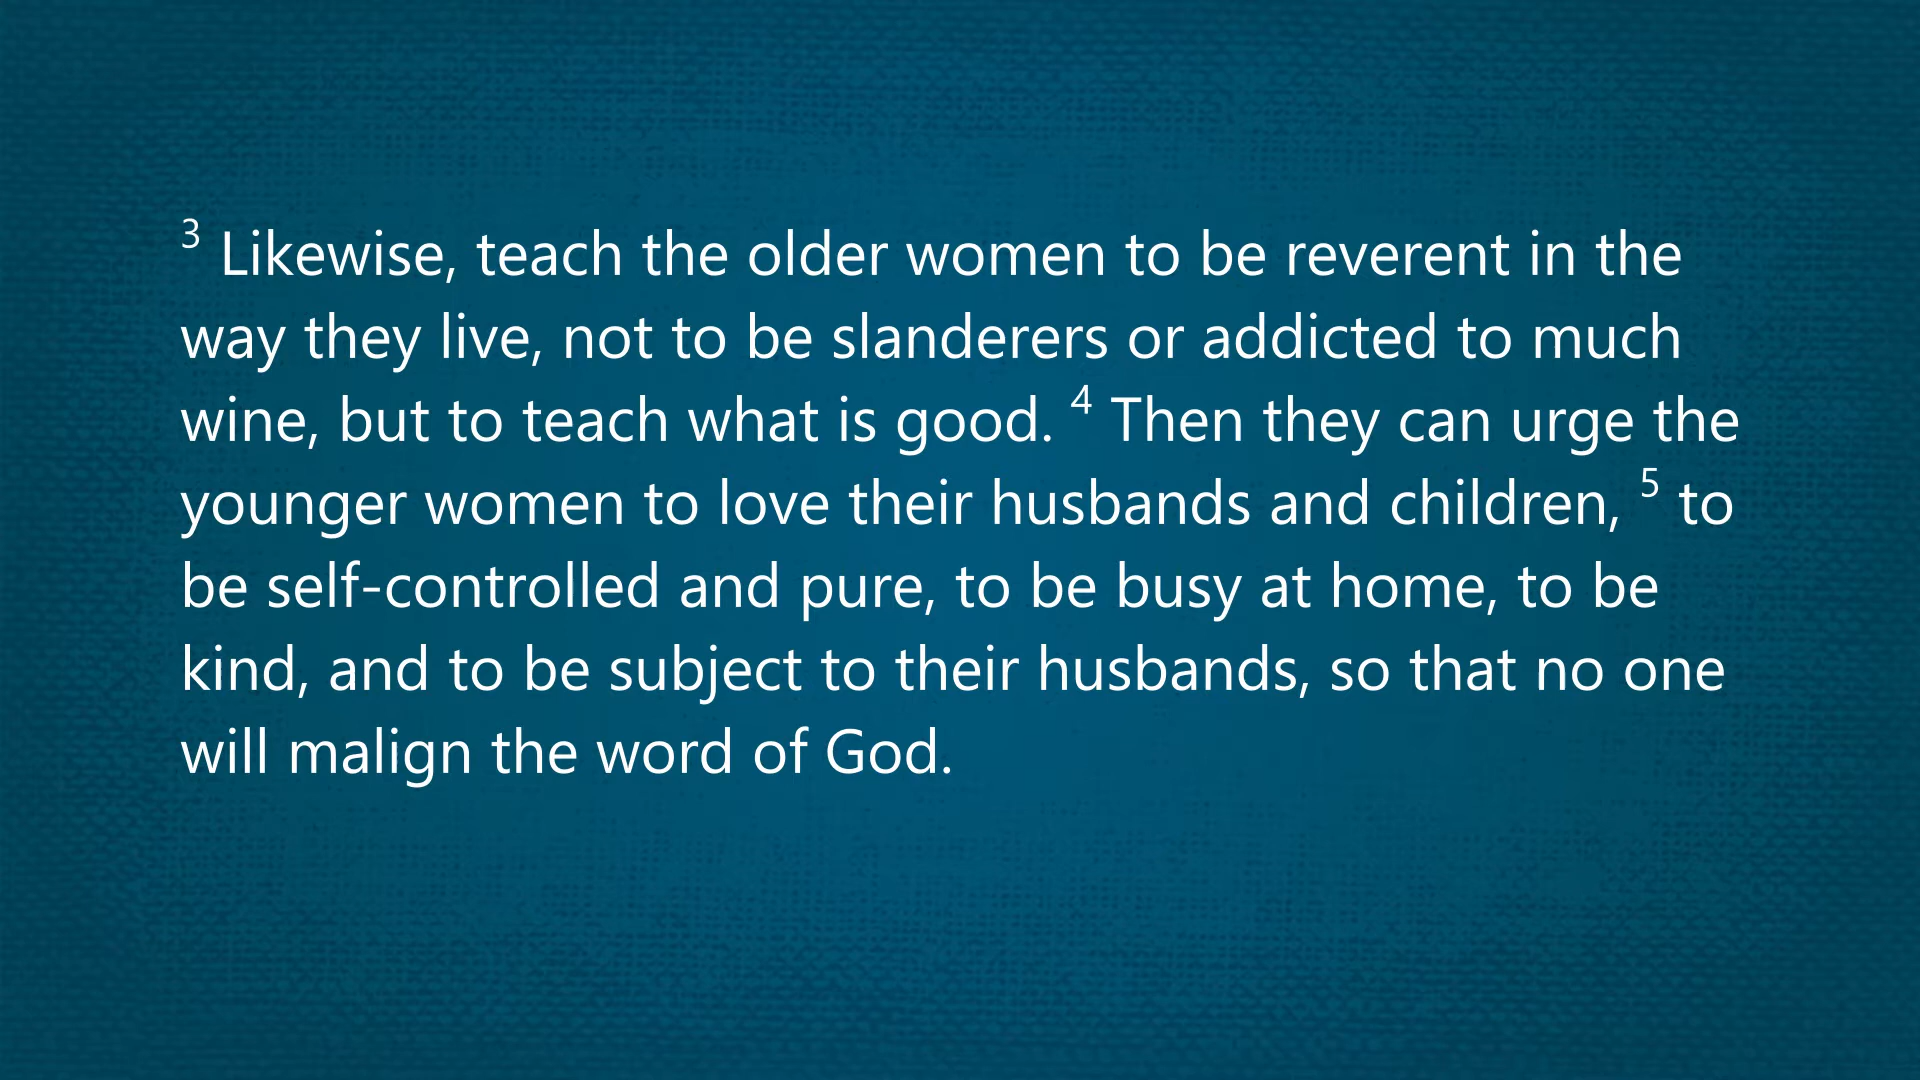 3 Likewise, teach the older women to be reverent in the
way they live, not to be slanderers or addicted to much
wine, but to teach what is good. 4 Then they can urge the
younger women to love their husbands and children, 5 to
be self-controlled and pure, to be busy at home, to be
kind, and to be subject to their husbands, so that no one
will malign the word of God.